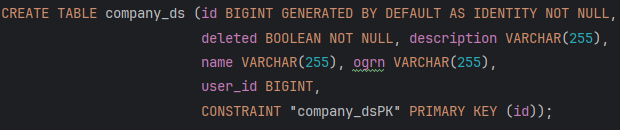 CREATE TABLE company_ds (id BIGINT GENERATED BY DEFAULT AS IDENTITY NOT NULL,
deleted BOOLEAN NOT NULL, description VARCHAR(255),
name VARCHAR(255), ogrn VARCHAR(255),
user_id BIGINT,
CONSTRAINT "company_dsPK" PRIMARY KEY (id));